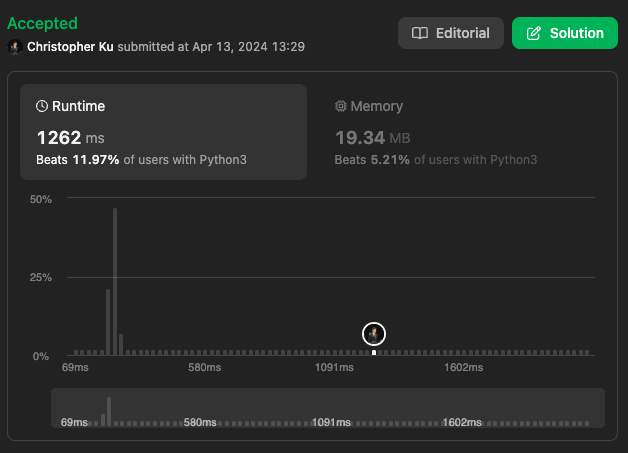 Accepted
Christopher Ku submitted at Apr 13, 2024 13:29
Editorial
Solution
Runtime
1262 ms
Beats 11.97% of users with Python3
Memory
19.34 MB
Beats 5.21% of users with Python3
50%
25%
0%
69ms 580ms 1091ms 1602ms
69ms 580ms 1091ms 1602ms